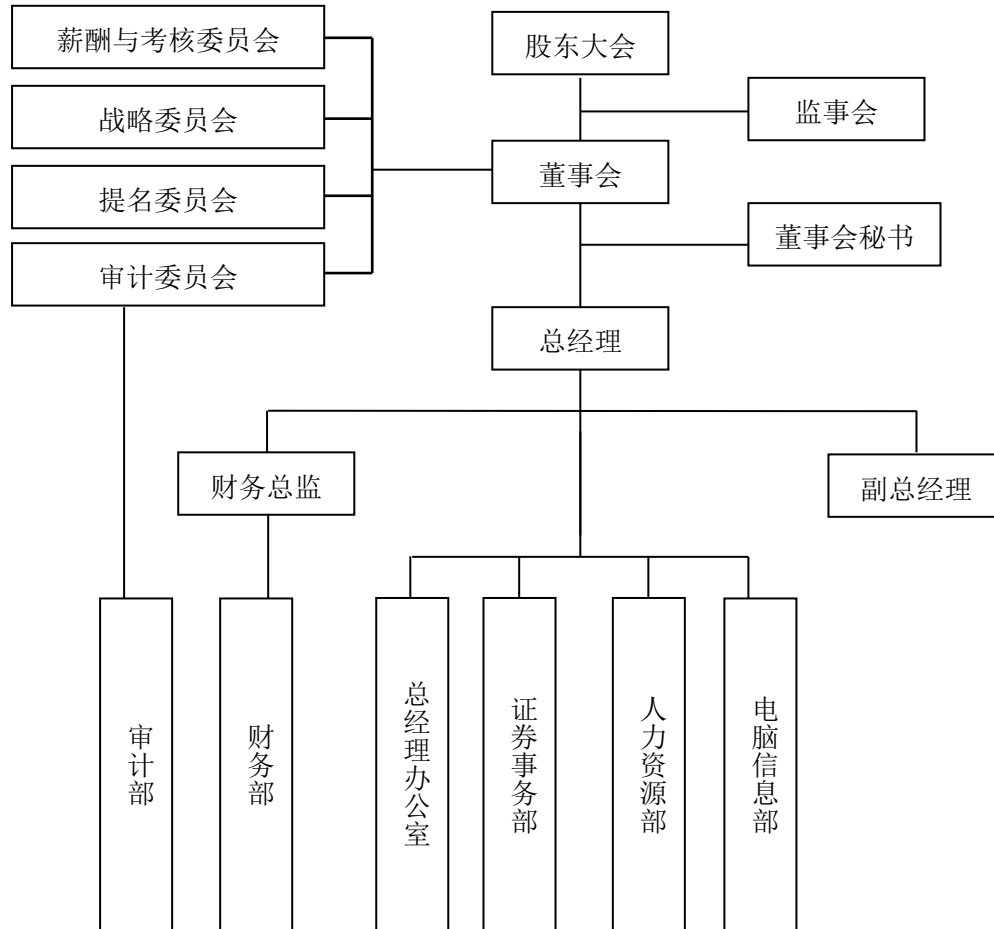 薪酬与考核委员会
股东大会
战略委员会
监事会
董事会
提名委员会
董事会秘书
审计委员会
总经理
财务总监
副总经理
审计部
财务部
总经理办公室
证券事务部
人力资源部
电脑信息部